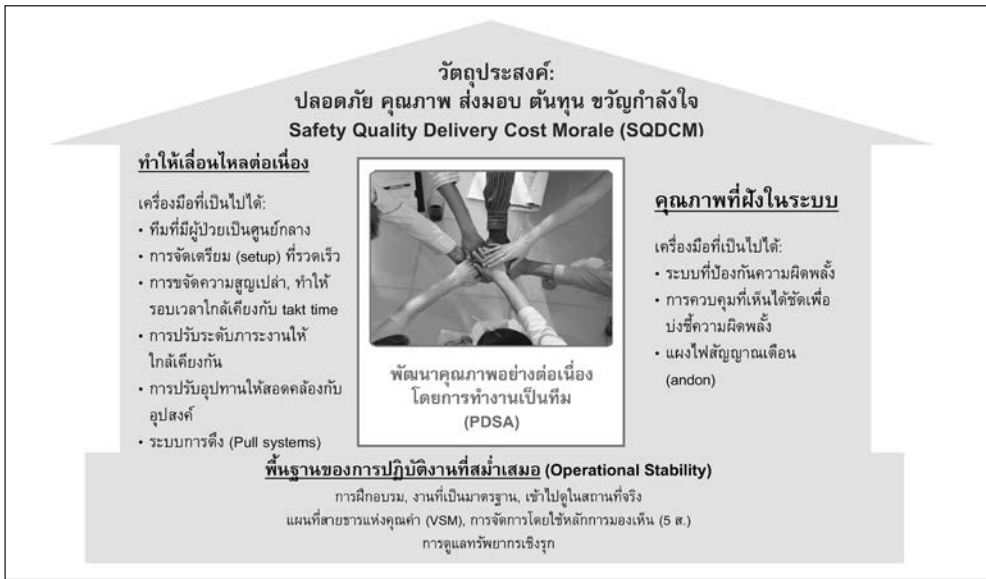 วัตถุประสงค์:
ปลอดภัย คุณภาพ ส่งมอบ ต้นทุน ขวัญกำลังใจ
Safety Quality Delivery Cost Morale (SQDCM)
ทำให้เลื่อนไหลต่อเนื่อง
เครื่องมือที่เป็นไปได้:
• ทีมที่มีผู้ป่วยเป็นศูนย์กลาง
• การจัดเตรียม (setup) ที่รวดเร็ว
• การขจัดความสูญเปล่า, ทำให้
รอบเวลาใกล้เคียงกับ takt time
• การปรับระดับภาระงานให้
ใกล้เคียงกัน
• การปรับอุปทานให้สอดคล้องกับ
อุปสงค์
• ระบบการดึง (Pull systems)
พัฒนาคุณภาพอย่างต่อเนื่อง
โดยการทำงานเป็นทีม
(PDSA)
คุณภาพที่ฝังในระบบ
เครื่องมือที่เป็นไปได้:
• ระบบที่ป้องกันความผิดพลั้ง
• การควบคุมที่เห็นได้ชัดเพื่อ
บ่งชี้ความผิดพลั้ง
• แผงไฟสัญญาณเตือน
(andon)
พื้นฐานของการปฏิบัติงานที่สม่ำเสมอ (Operational Stability)
การฝึกอบรม, งานที่เป็นมาตรฐาน, เข้าไปดูในสถานที่จริง
แผนที่สายธารแห่งคุณค่า (VSM), การจัดการโดยใช้หลักการมองเห็น (5 ส.)
การดูแลทรัพยากรเชิงรุก